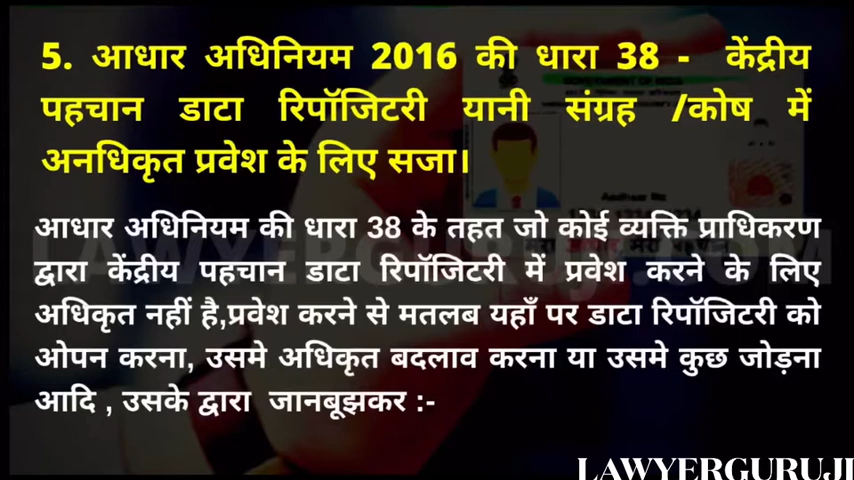 5. आधार अधिनियम 2016 की धारा 38 - केंद्रीय
पहचान डाटा रिपॉजिटरी यानी संग्रह /कोष में
अनधिकृत प्रवेश के लिए सजा।
आधार अधिनियम की धारा 38 के तहत जो कोई व्यक्ति प्राधिकरण
द्वारा केंद्रीय पहचान डाटा रिपॉजिटरी में प्रवेश करने के लिए
अधिकृत नहीं है,प्रवेश करने से मतलब यहाँ पर डाटा रिपॉजिटरी को
ओपन करना, उसमे अधिकृत बदलाव करना या उसमे कुछ जोड़ना
आदि , उसके द्वारा जानबूझकर :-
LAWYERGURUJI